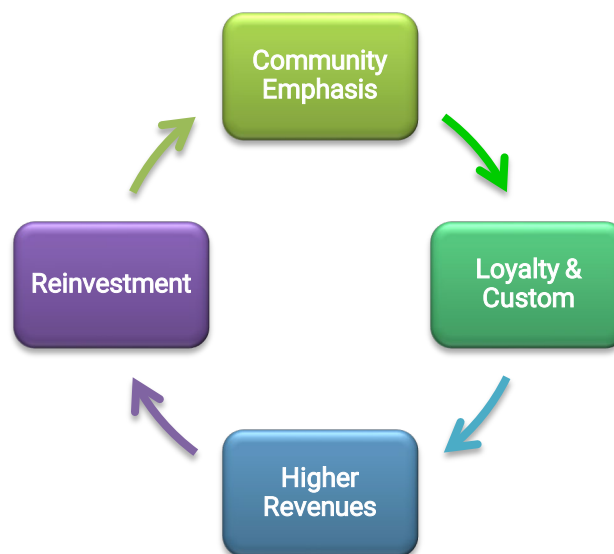 Community
Emphasis
Loyalty &
Custom
Higher
Revenues
Reinvestment